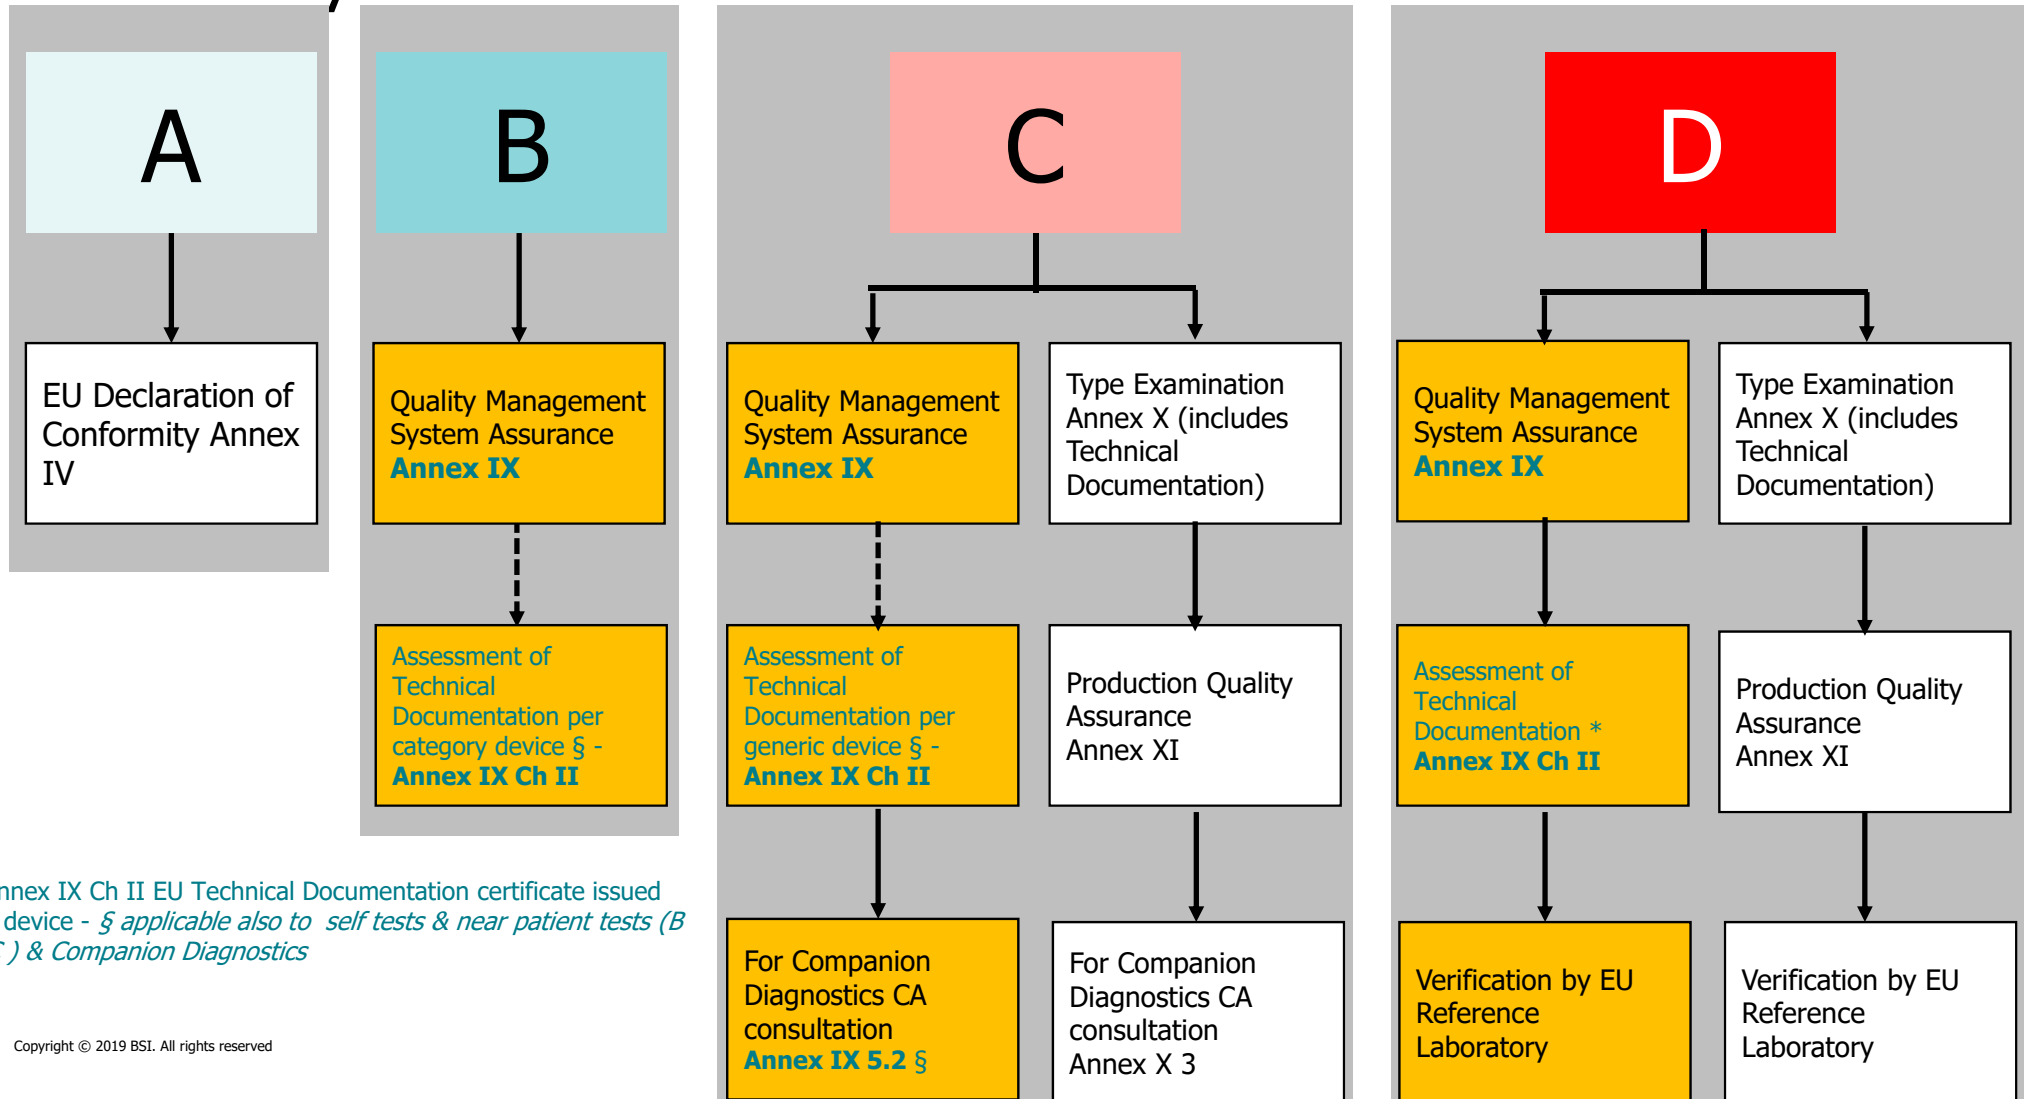 A
B
C
D
EU Declaration of
Conformity Annex
IV
Quality Management
System Assurance
Annex IX
Assessment of
Technical
Documentation per
category device § -
Annex IX Ch II
Quality Management
System Assurance
Annex IX
Assessment of
Technical
Documentation per
generic device § -
Annex IX Ch II
For Companion
Diagnostics CA
consultation
Annex IX 5.2 §
Type Examination
Annex X (includes
Technical
Documentation)
Production Quality
Assurance
Annex XI
For Companion
Diagnostics CA
consultation
Annex X 3
Quality Management
System Assurance
Annex IX
Assessment of
Technical
Documentation *
Annex IX Ch II
Verification by EU
Reference
Laboratory
Type Examination
Annex X (includes
Technical
Documentation)
Production Quality
Assurance
Annex XI
Verification by EU
Reference
Laboratory
nnex IX Ch II EU Technical Documentation certificate issued
device - § applicable also to self tests & near patient tests (B
) & Companion Diagnostics
Copyright © 2019 BSI. All rights reserved